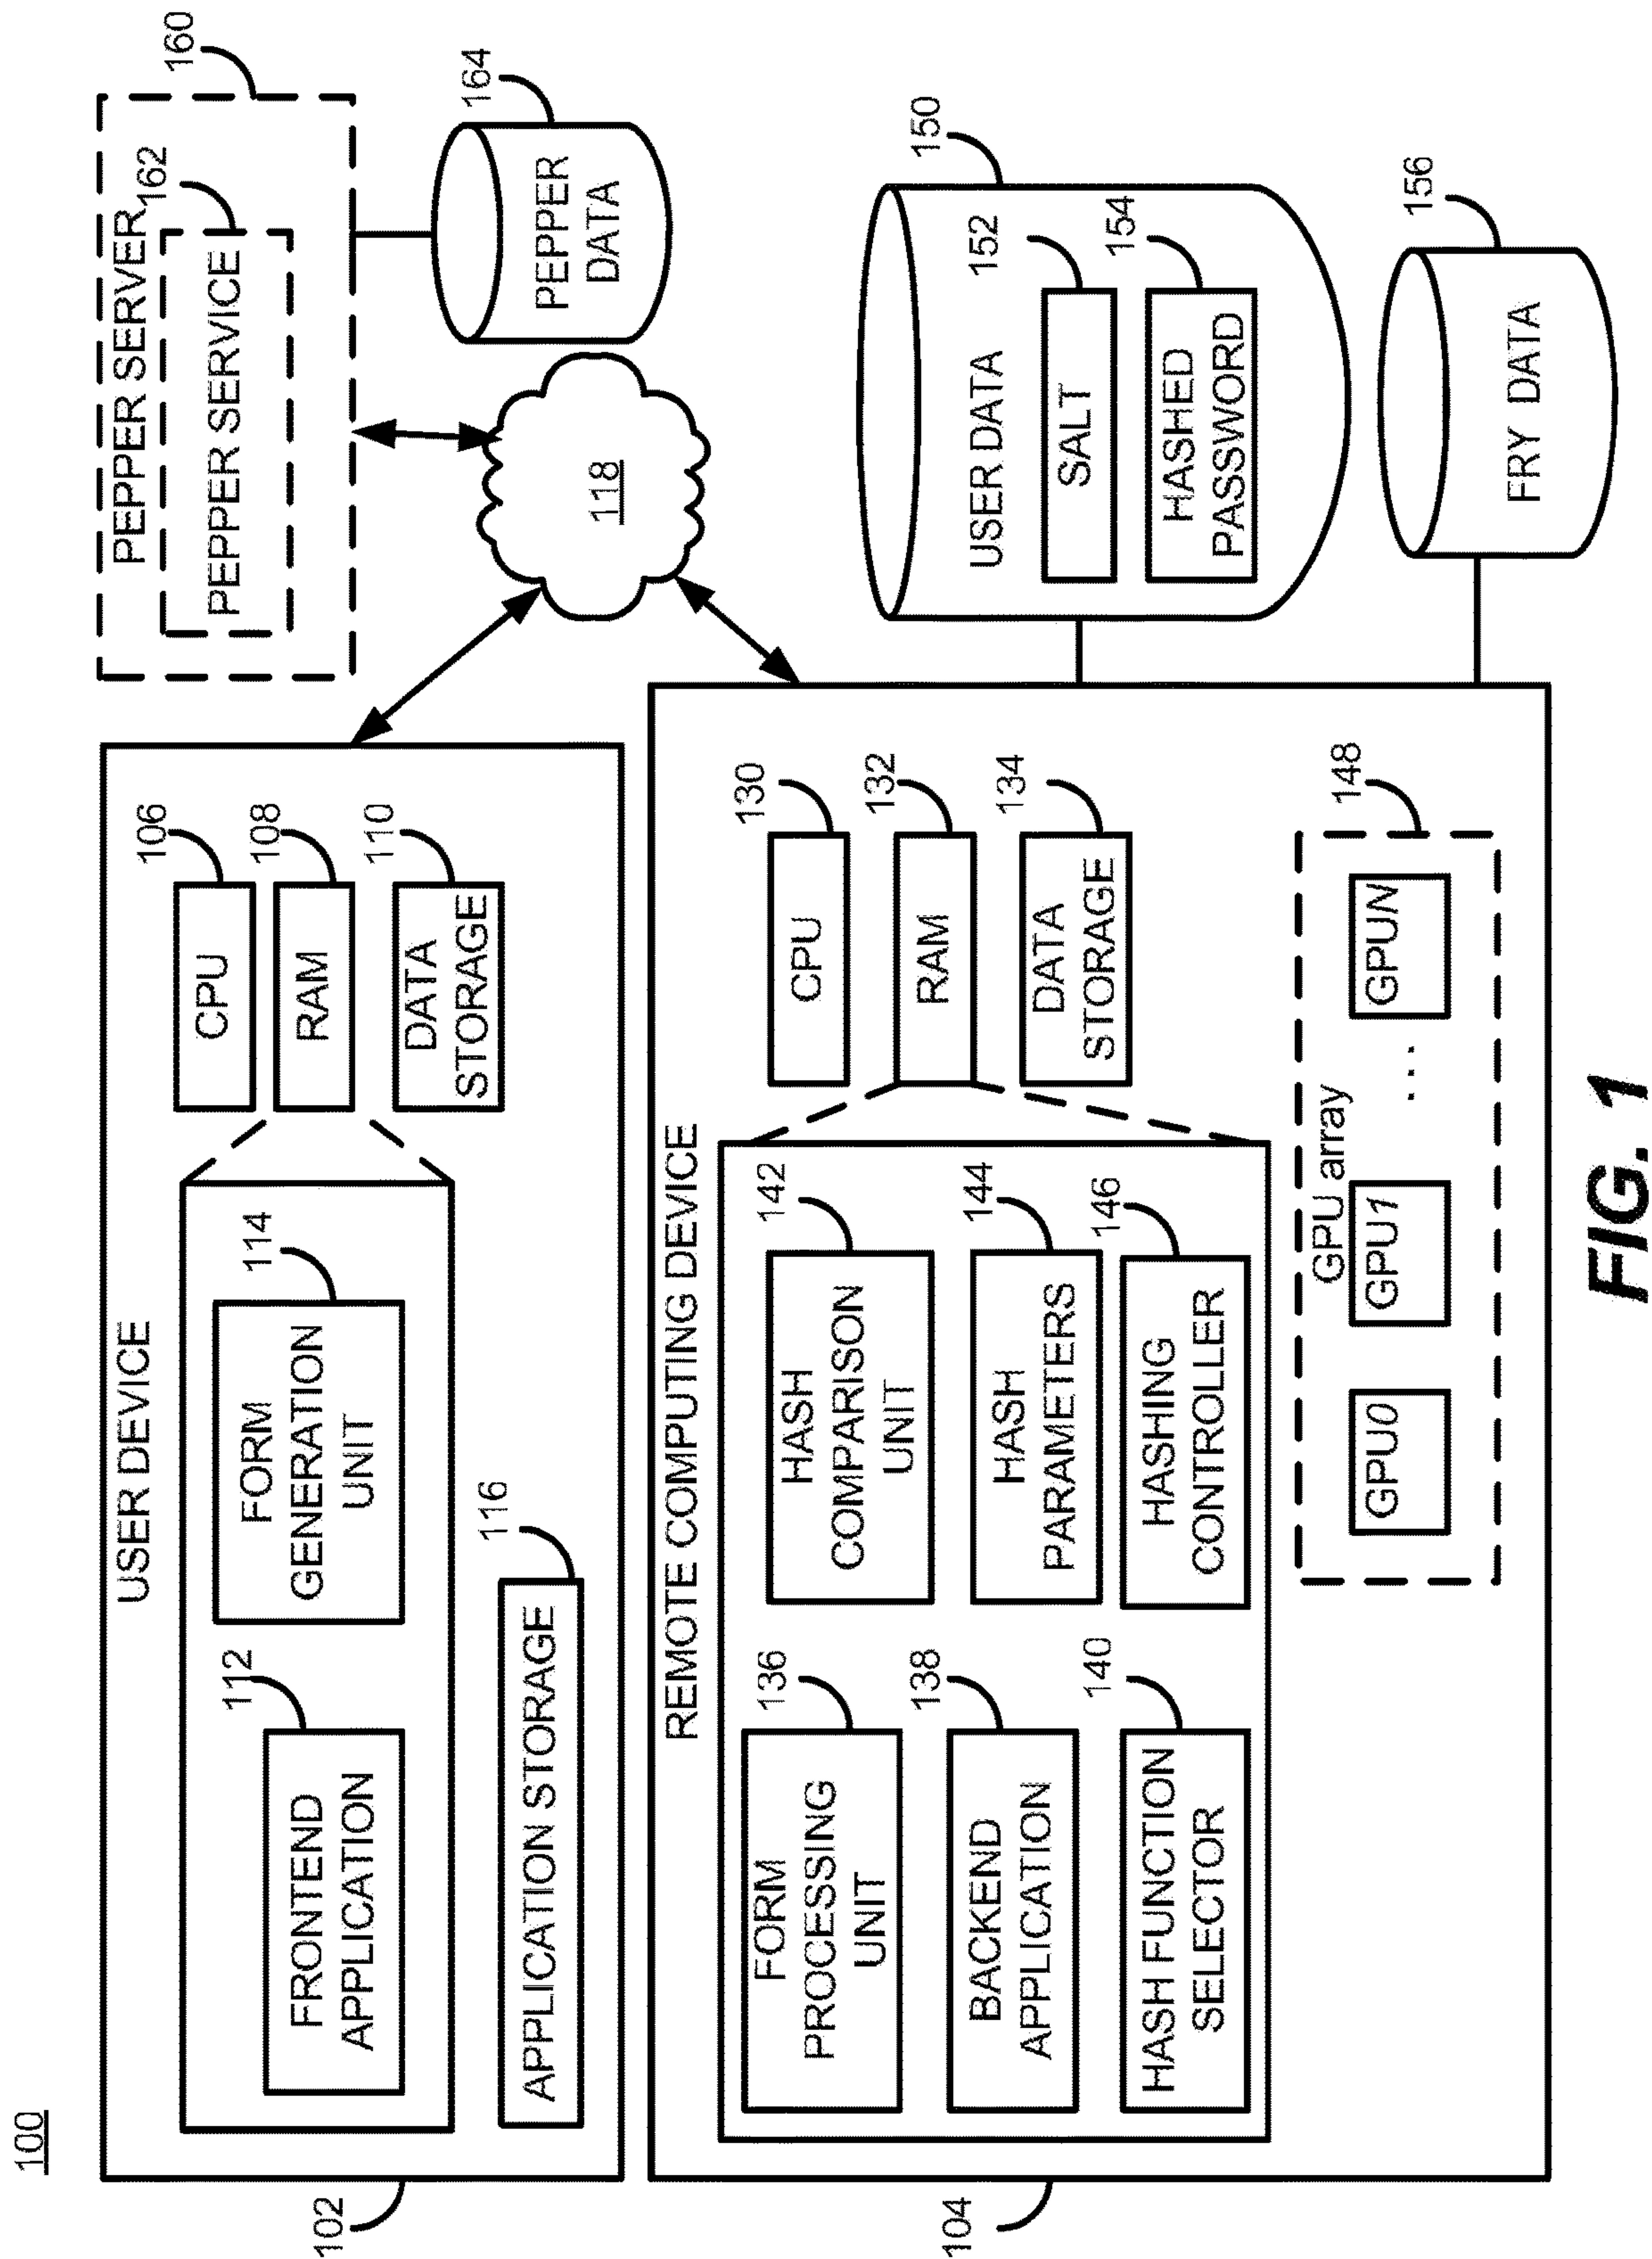 100
USER DEVICE
102
FRONTEND
APPLICATION
112
FORM
GENERATION
UNIT
114
APPLICATION STORAGE
116
CPU
106
RAM
108
DATA
STORAGE
110
PEPPER SERVER
160
PEPPER SERVICE
162
PEPPER
DATA
164
118
REMOTE COMPUTING DEVICE
104
FORM
PROCESSING
UNIT
136
BACKEND
APPLICATION
138
HASH FUNCTION
SELECTOR
140
HASH
COMPARISON
UNIT
142
HASH
PARAMETERS
144
HASHING
CONTROLLER
146
CPU
130
RAM
132
DATA
STORAGE
134
GPU array
148
GPU0
GPU1
...
GPUN
USER DATA
150
SALT
152
HASHED
PASSWORD
154
FRY DATA
156
FIG. 1